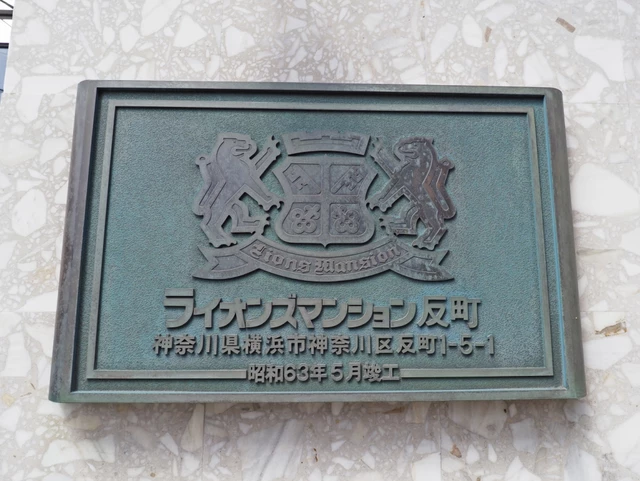 Lions Mansion
ライオンズマンション反町
神奈川県横浜市神奈川区反町1-5-1
昭和63年5月竣工